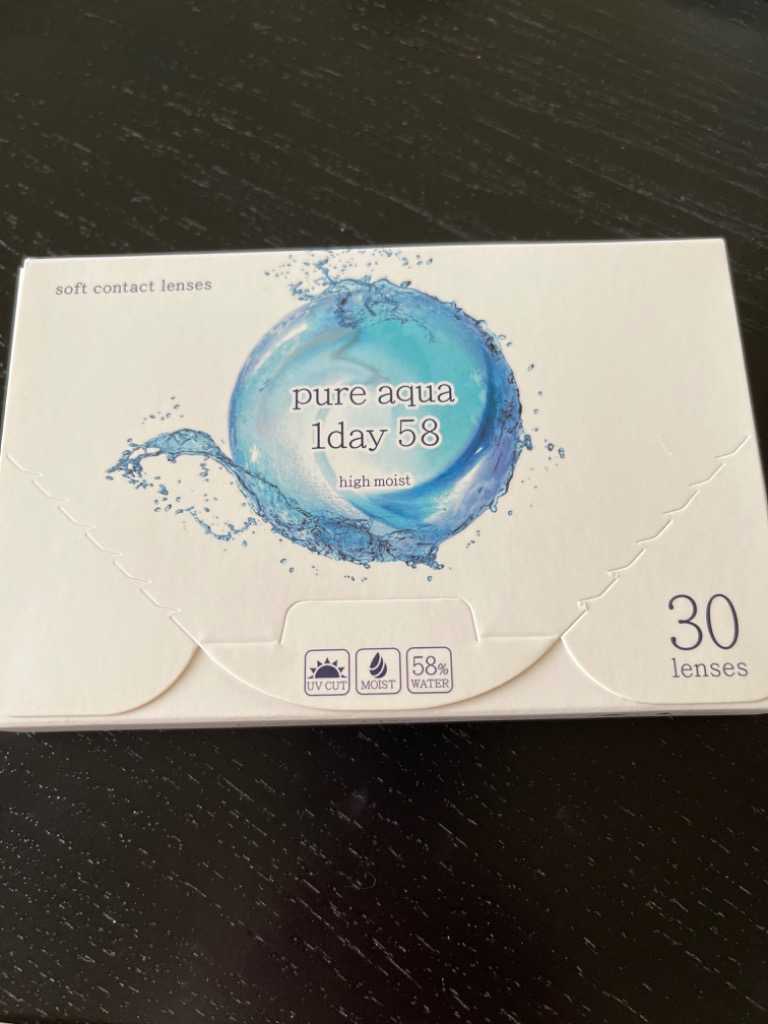 soft contact lenses
pure aqua
1day 58
high moist
30
lenses
UV CUT
MOIST
58%
WATER